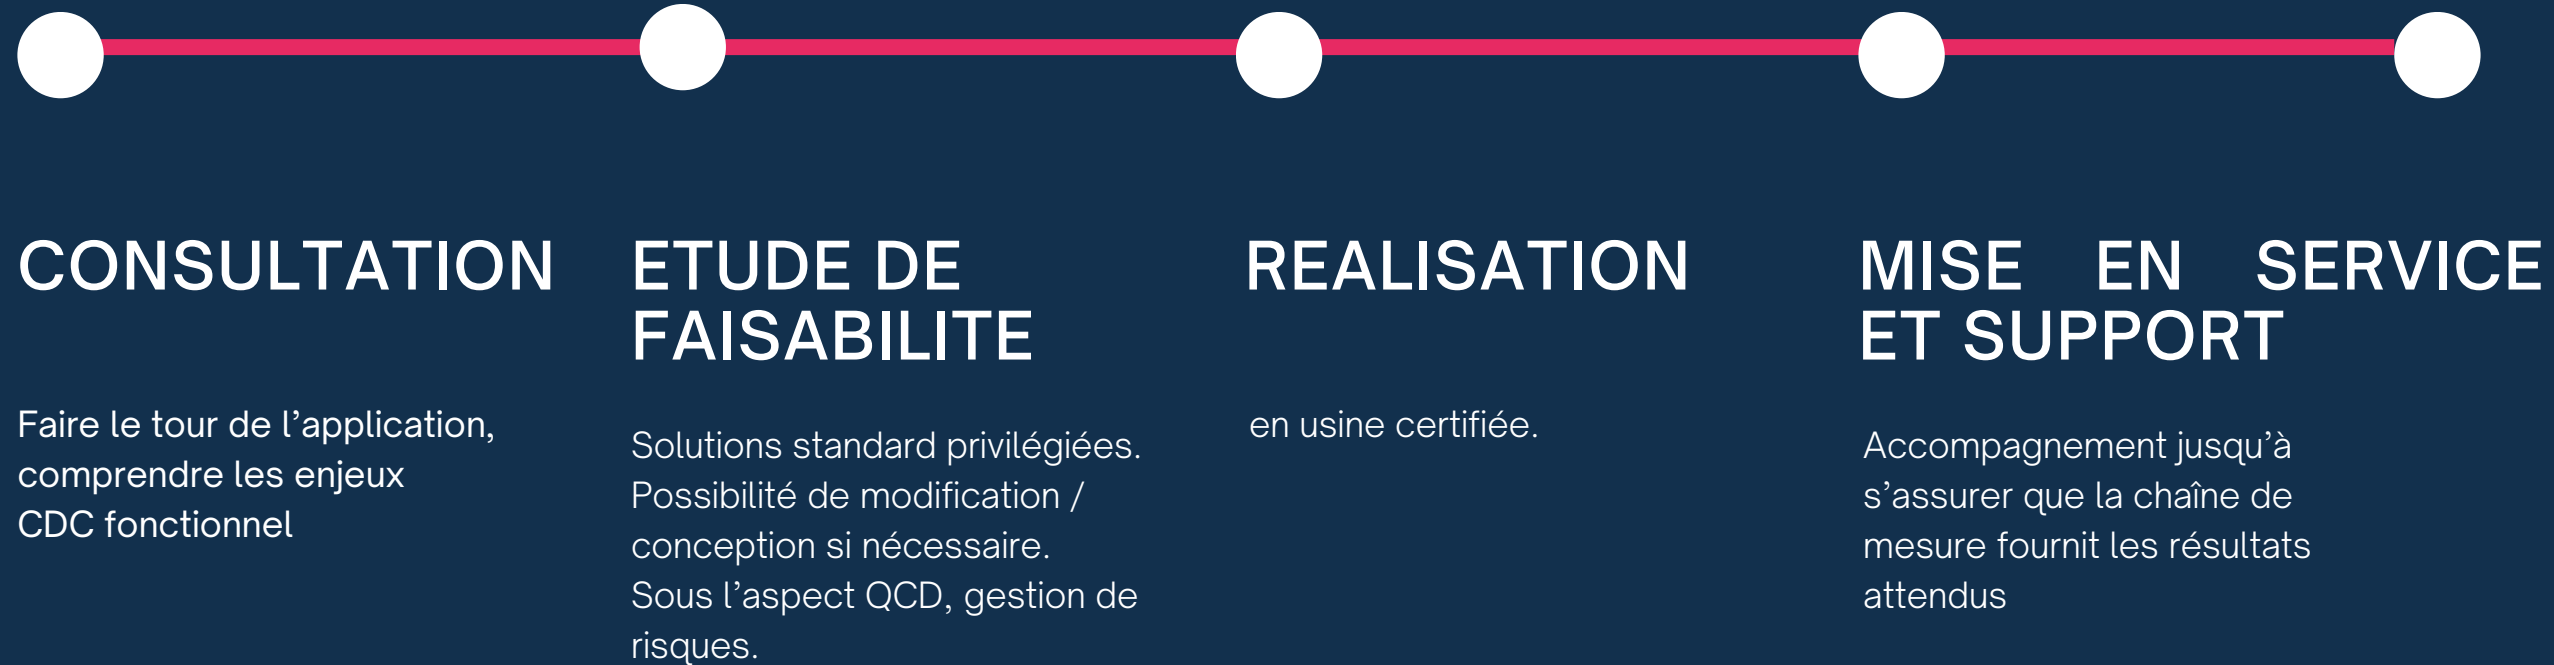 CONSULTATION
Faire le tour de l’application,
comprendre les enjeux
CDC fonctionnel
ETUDE DE
FAISABILITE
Solutions standard privilégiées.
Possibilité de modification /
conception si nécessaire.
Sous l’aspect QCD, gestion de
risques.
REALISATION
en usine certifiée.
MISE EN SERVICE
ET SUPPORT
Accompagnement jusqu’à
s’assurer que la chaîne de
mesure fournit les résultats
attendus